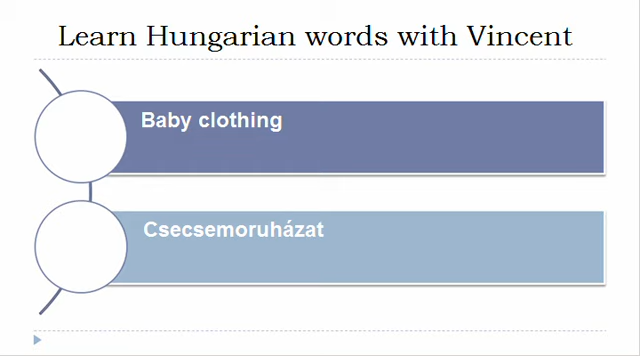 Learn Hungarian words with Vincent
Baby clothing
Csecsemoruházat